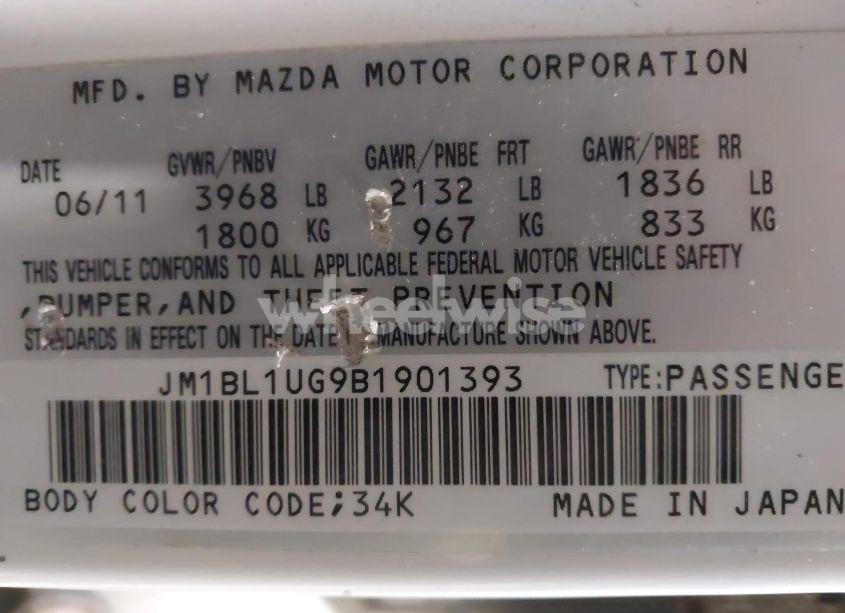 MFD. BY MAZDA MOTOR CORPORATION
DATE GVWR/PNBV GAWR/PNBE FRT GAWR/PNBE RR
06/11 3968 LB 2132 LB 1836 LB
1800 KG 967 KG 833 KG
THIS VEHICLE CONFORMS TO ALL APPLICABLE FEDERAL MOTOR VEHICLE SAFETY
,BUMPER,AND THEFT PREVENTION
wheelwise
STANDARDS IN EFFECT ON THE DATE MANUFACTURE SHOWN ABOVE.
JM1BL1UG9B1901393 TYPE:PASSENGE
BODY COLOR CODE;34K MADE IN JAPAN